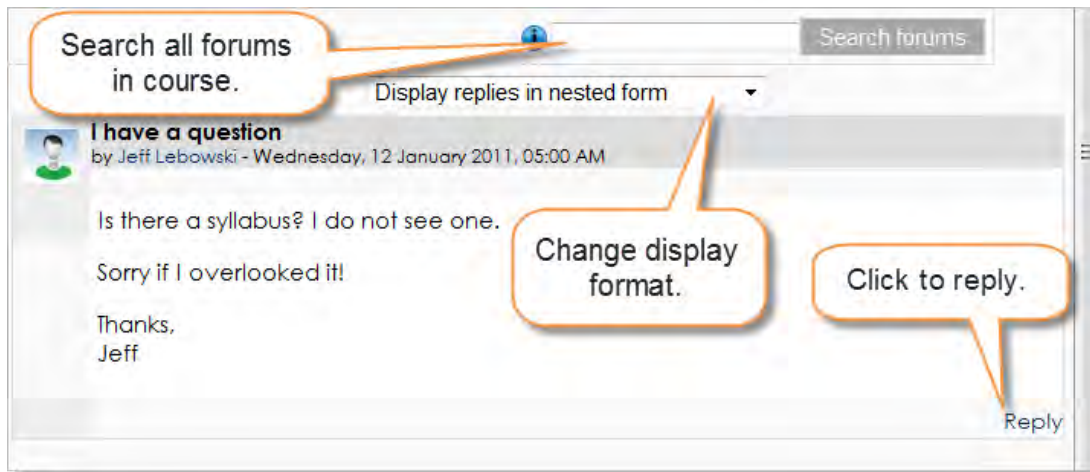 Search all forums
in course.
Search forums
Display replies in nested form
I have a question
by Jeff Lebowski - Wednesday, 12 January 2011, 05:00 AM
Is there a syllabus? I do not see one.
Sorry if I overlooked it!
Thanks,
Jeff
Change display
format.
Click to reply.
Reply